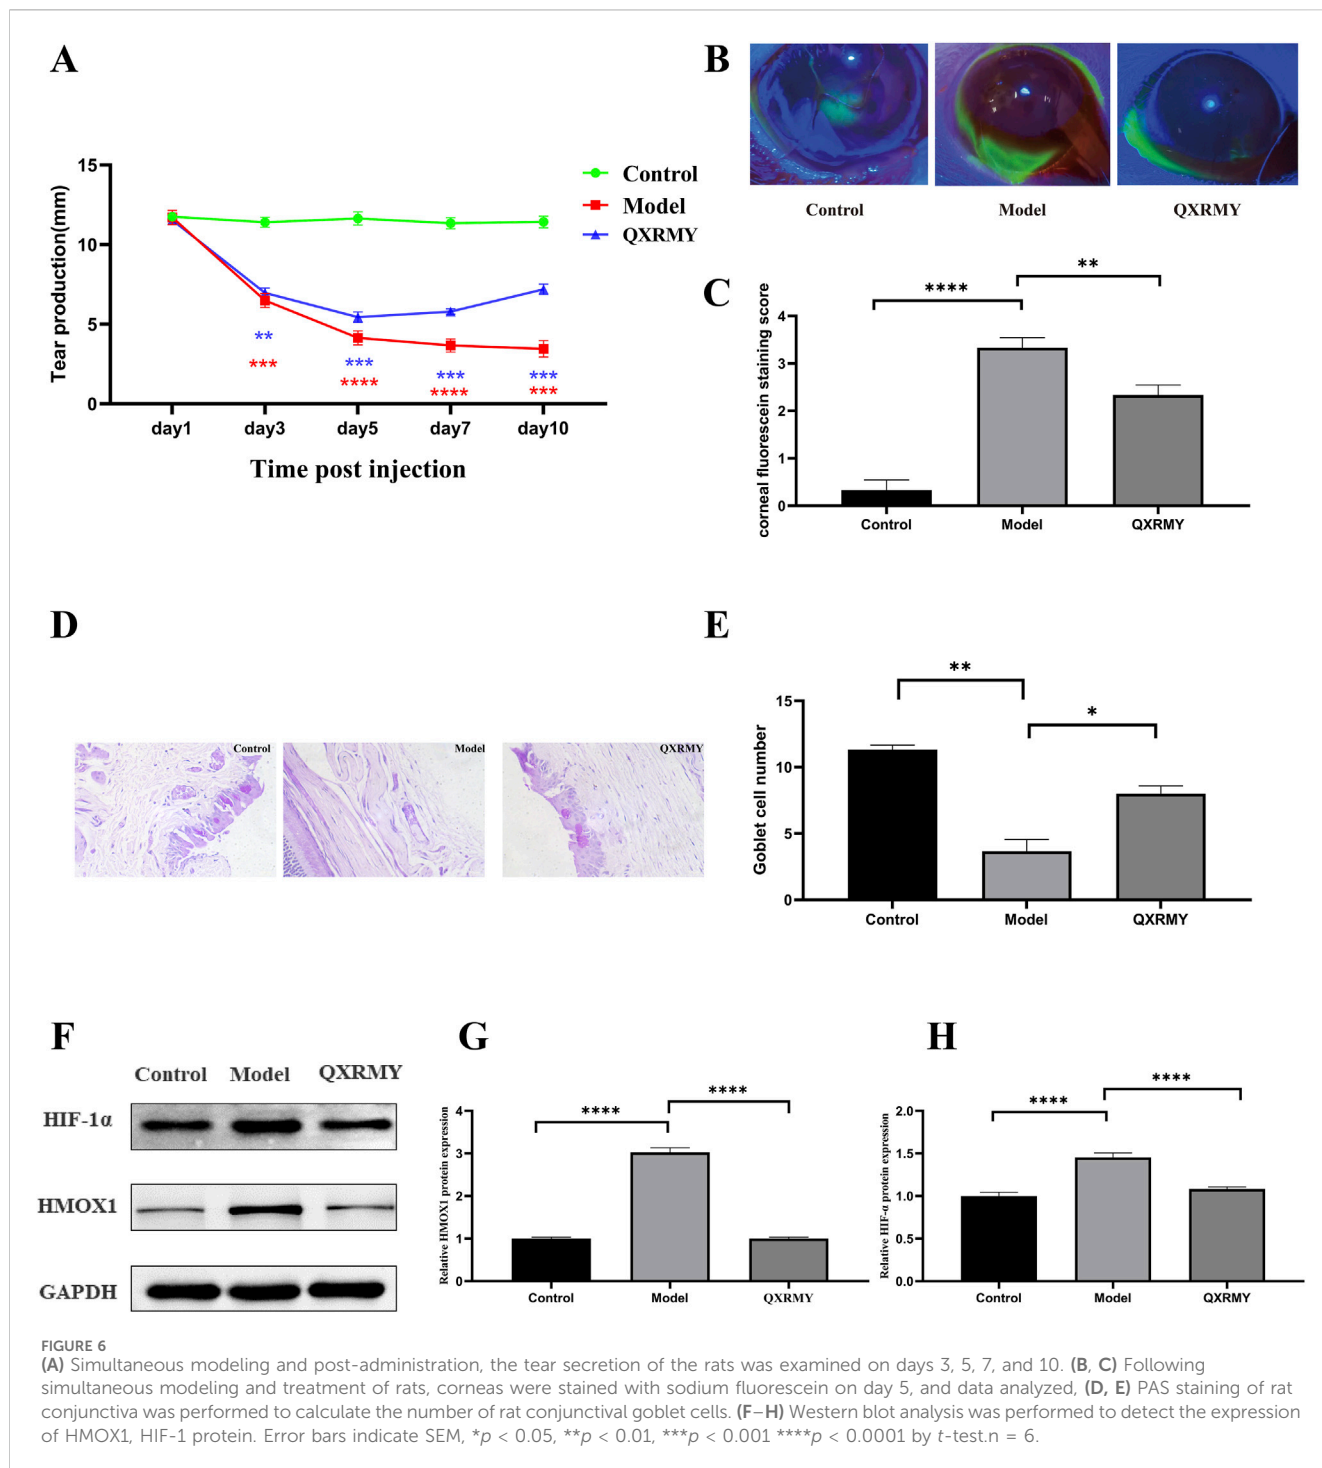 A
15
10
5
0
Tear production(mm)
Control
Model
QXRMY
**
***
***
****
***
****
***
***
day1 day3 day5 day7 day10
Time post injection
B
Control Model QXRMY
C
**
****
corneal fluorescein staining score
4
3
2
1
0
Control Model QXRMY
D
Control
Model
QXRMY
E
**
*
Goblet cell number
15
10
5
0
Control Model QXRMY
F
Control Model QXRMY
HIF-1α
HMOX1
GAPDH
G
****
****
Relative HMOX1 protein expression
4
3
2
1
0
Control Model QXRMY
H
****
****
Relative HIF-α protein expression
2.0
1.5
1.0
0.5
0.0
Control Model QXRMY
FIGURE 6
(A) Simultaneous modeling and post-administration, the tear secretion of the rats was examined on days 3, 5, 7, and 10. (B, C) Following
simultaneous modeling and treatment of rats, corneas were stained with sodium fluorescein on day 5, and data analyzed, (D, E) PAS staining of rat
conjunctiva was performed to calculate the number of rat conjunctival goblet cells. (F–H) Western blot analysis was performed to detect the expression
of HMOX1, HIF-1 protein. Error bars indicate SEM, *p < 0.05, **p < 0.01, ***p < 0.001 ****p < 0.0001 by t-test.n = 6.